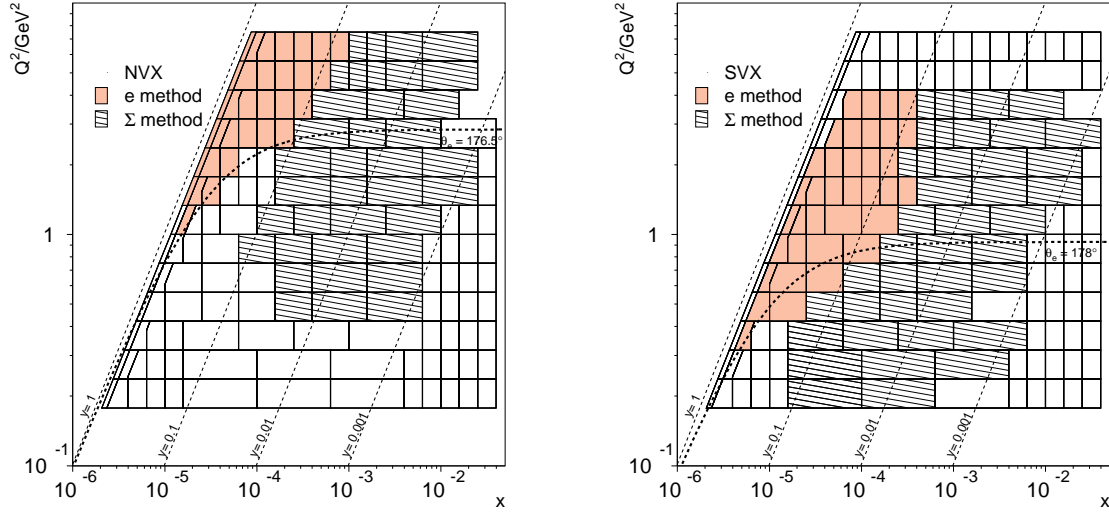 Q²/GeV²
NVX
e method
Σ method
θe = 176.5°
1
y= 1
y= 0.1
y= 0.01
y= 0.001
10⁻¹
10⁻⁶ 10⁻⁵ 10⁻⁴ 10⁻³ 10⁻²
x
Q²/GeV²
SVX
e method
Σ method
1
θe = 178°
y= 1
y= 0.1
y= 0.01
y= 0.001
10⁻¹
10⁻⁶ 10⁻⁵ 10⁻⁴ 10⁻³ 10⁻²
x